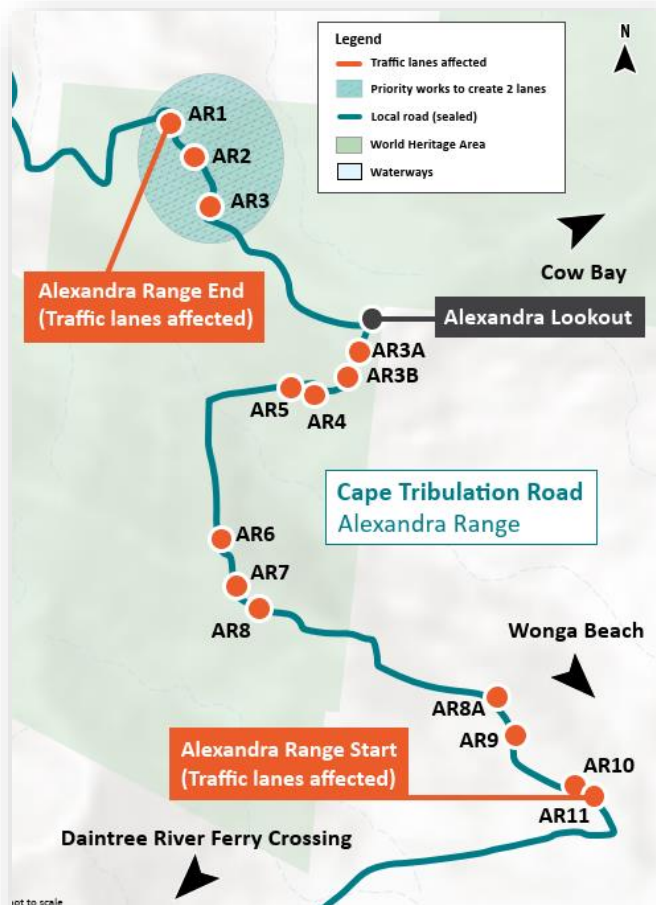 Legend
Traffic lanes affected
Priority works to create 2 lanes
Local road (sealed)
World Heritage Area
Waterways
N
AR1
AR2
AR3
Cow Bay
Alexandra Range End
(Traffic lanes affected)
Alexandra Lookout
AR3A
AR3B
AR5
AR4
Cape Tribulation Road
Alexandra Range
AR6
AR7
AR8
Wonga Beach
AR8A
AR9
Alexandra Range Start
(Traffic lanes affected)
AR10
AR11
Daintree River Ferry Crossing
not to scale